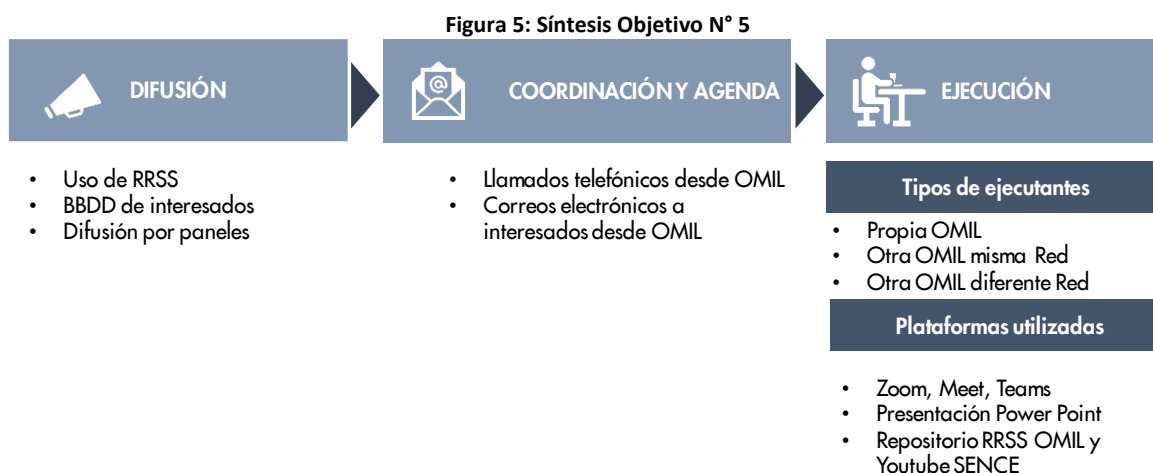 Figura 5: Síntesis Objetivo N° 5
DIFUSIÓN
• Uso de RRSS
• BBDD de interesados
• Difusión por paneles
@
COORDINACIÓN Y AGENDA
• Llamados telefónicos desde OMIL
• Correos electrónicos a
interesados desde OMIL
EJECUCIÓN
Tipos de ejecutantes
• Propia OMIL
• Otra OMIL misma Red
• Otra OMIL diferente Red
Plataformas utilizadas
• Zoom, Meet, Teams
• Presentación Power Point
• Repositorio RRSS OMIL y
Youtube SENCE